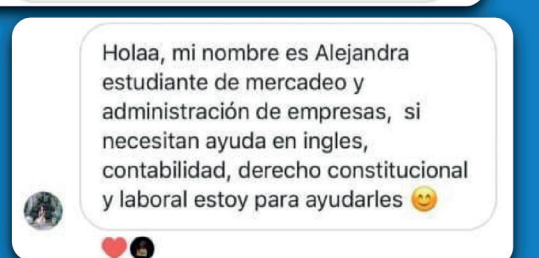 Holaa, mi nombre es Alejandra
estudiante de mercadeo y
administración de empresas,  si
necesitan ayuda en ingles,
contabilidad, derecho constitucional
y laboral estoy para ayudarles 😊